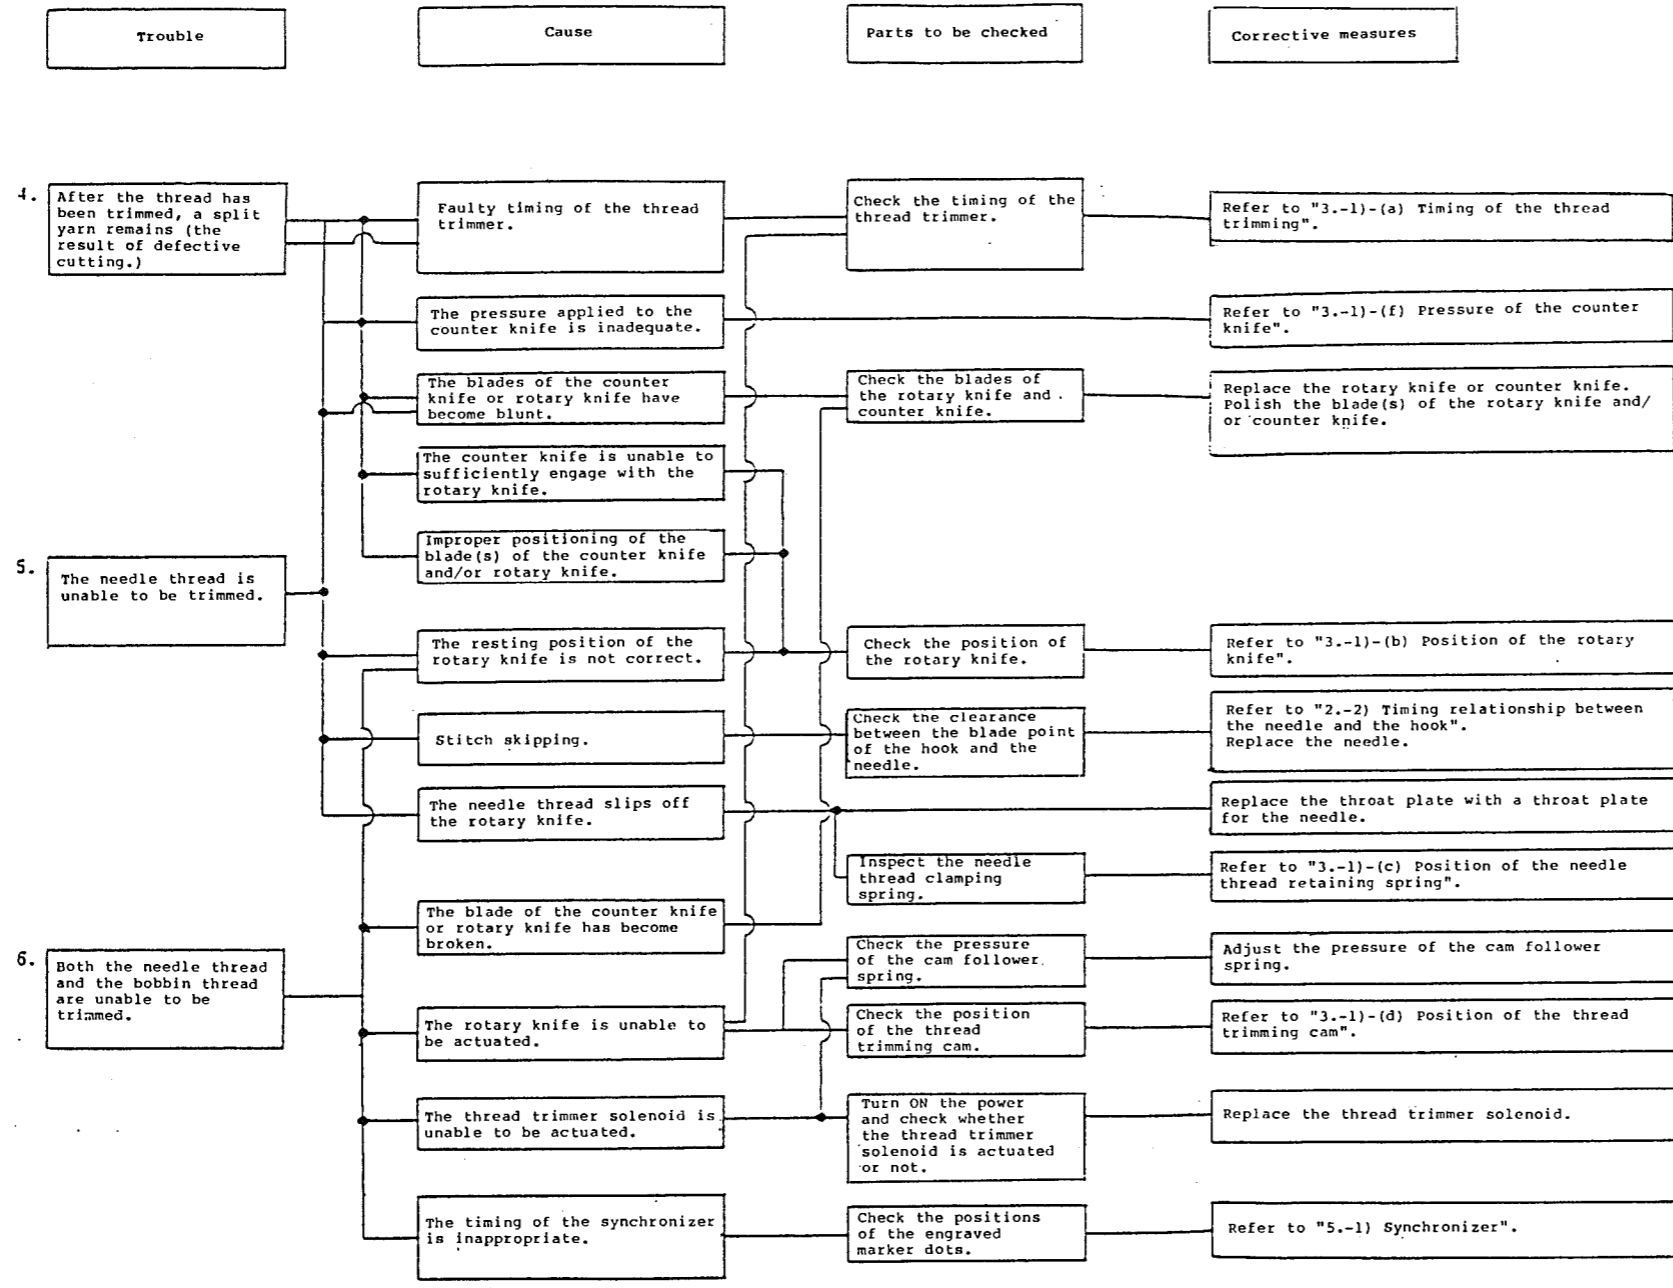 Trouble
Cause
Parts to be checked
Corrective measures
4.
After the thread has
been trimmed, a split
yarn remains (the
result of defective
cutting.)
Faulty timing of the thread
trimmer.
Check the timing of the
thread trimmer.
Refer to "3.-1)-(a) Timing of the thread
trimming".
The pressure applied to the
counter knife is inadequate.
Refer to "3.-1)-(f) Pressure of the counter
knife".
The blades of the counter
knife or rotary knife have
become blunt.
Check the blades of
the rotary knife and
counter knife.
Replace the rotary knife or counter knife.
Polish the blade(s) of the rotary knife and/
or counter knife.
The counter knife is unable to
sufficiently engage with the
rotary knife.
Improper positioning of the
blade(s) of the counter knife
and/or rotary knife.
5.
The needle thread is
unable to be trimmed.
The resting position of the
rotary knife is not correct.
Check the position of
the rotary knife.
Refer to "3.-1)-(b) Position of the rotary
knife".
Stitch skipping.
Check the clearance
between the blade point
of the hook and the
needle.
Refer to "2.-2) Timing relationship between
the needle and the hook".
Replace the needle.
The needle thread slips off
the rotary knife.
Replace the throat plate with a throat plate
for the needle.
Inspect the needle
thread clamping
spring.
Refer to "3.-1)-(c) Position of the needle
thread retaining spring".
The blade of the counter knife
or rotary knife has become
broken.
6.
Both the needle thread
and the bobbin thread
are unable to be
trimmed.
Check the pressure
of the cam follower
spring.
Adjust the pressure of the cam follower
spring.
The rotary knife is unable to
be actuated.
Check the position
of the thread
trimming cam.
Refer to "3.-1)-(d) Position of the thread
trimming cam".
The thread trimmer solenoid is
unable to be actuated.
Turn ON the power
and check whether
the thread trimmer
solenoid is actuated
or not.
Replace the thread trimmer solenoid.
The timing of the synchronizer
is inappropriate.
Check the positions
of the engraved
marker dots.
Refer to "5.-1) Synchronizer".